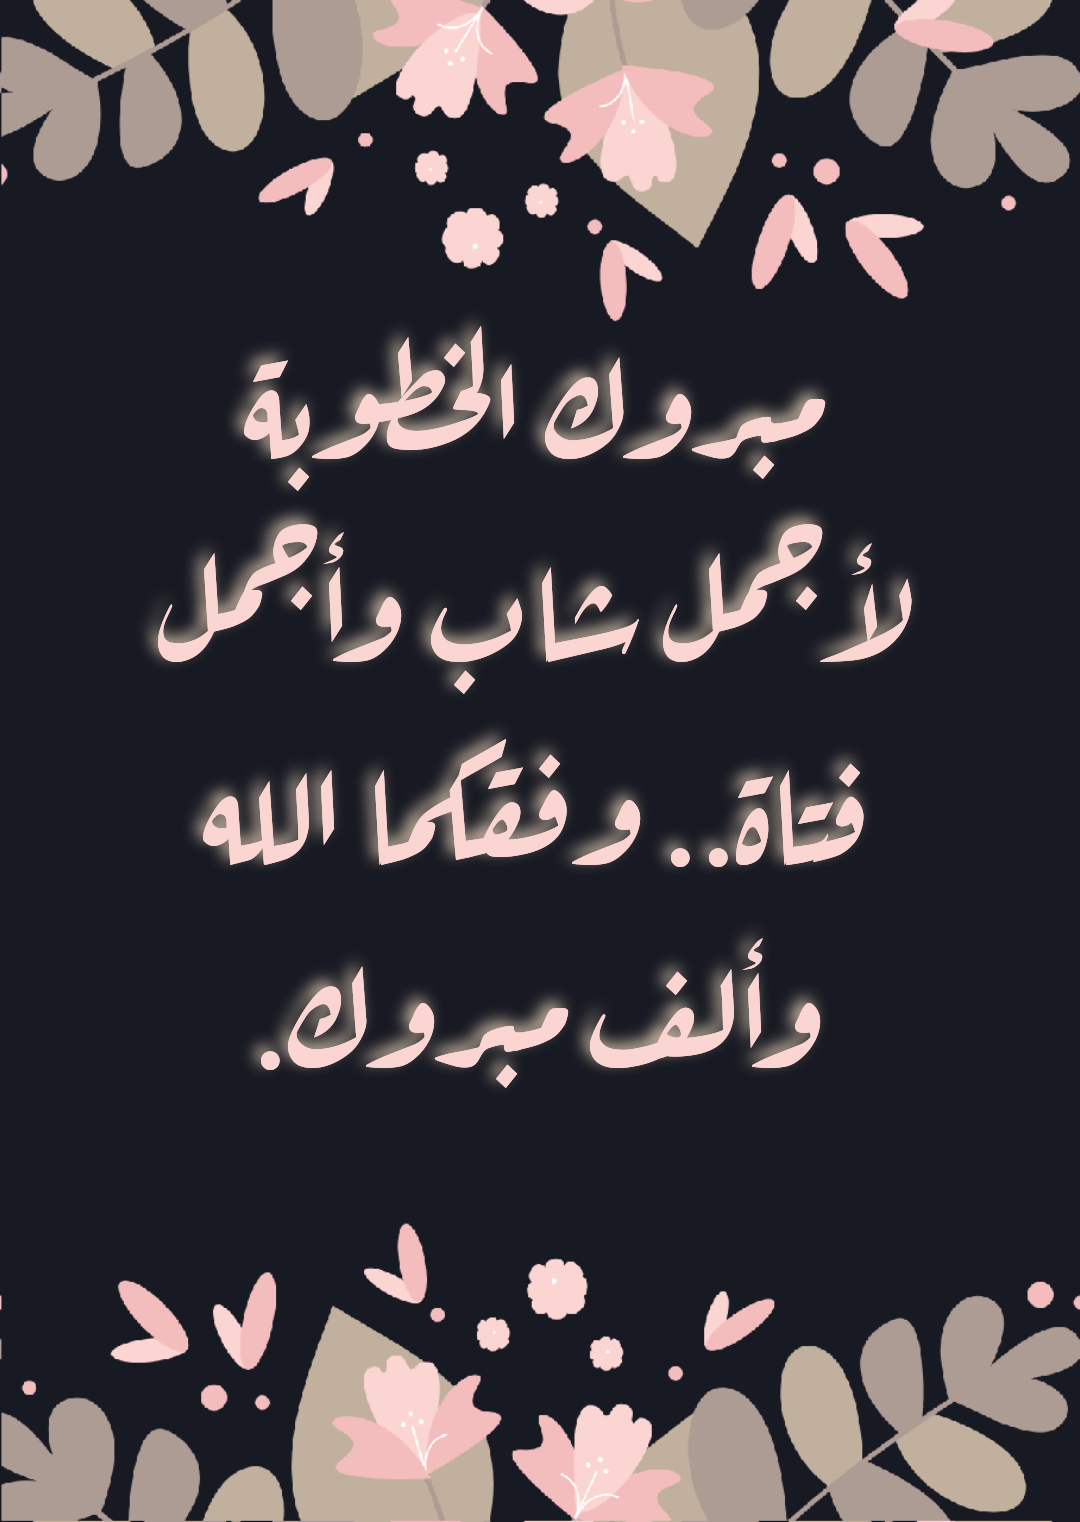 مبروك الخطوبة
لأجمل شاب وأجمل
فتاة.. وفقكما الله
وألف مبروك.